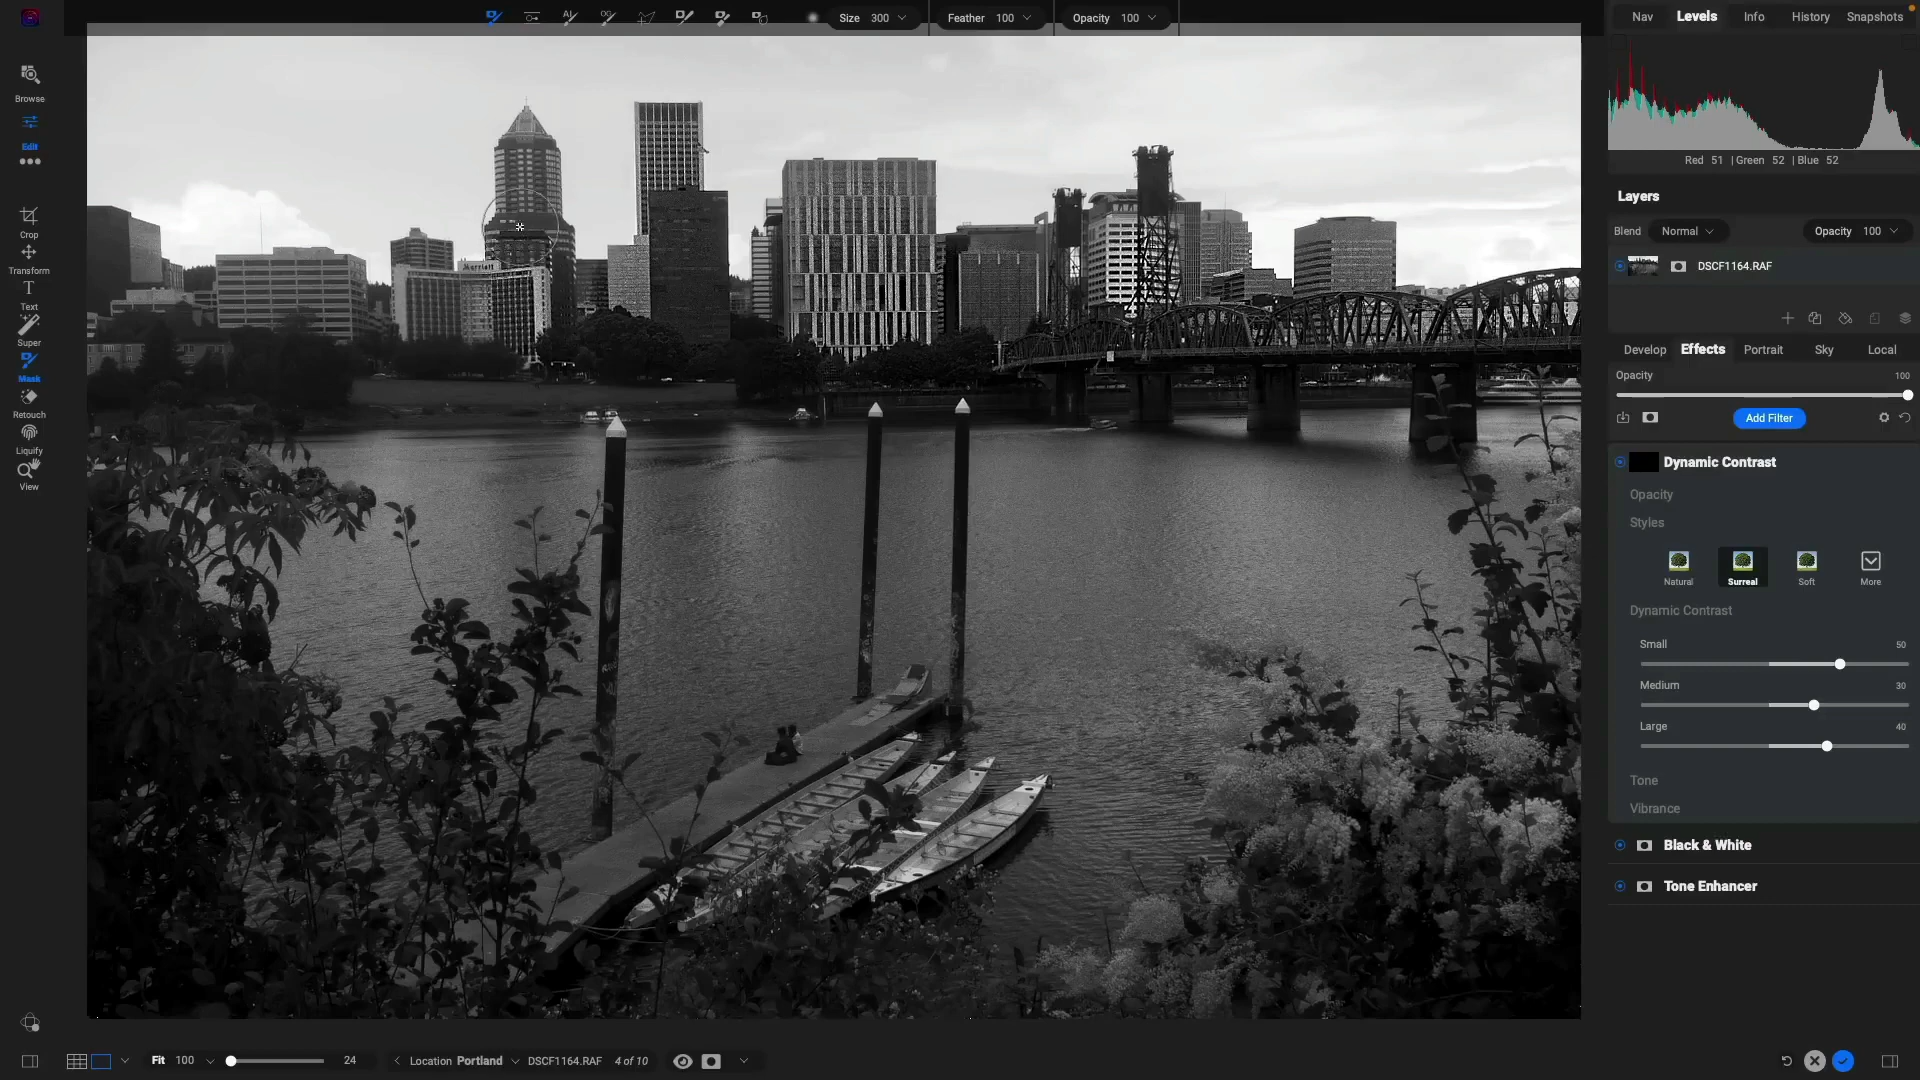 Size 300 Feather 100 Opacity 100
Nav Levels Info History Snapshots
Browse
Edit
Crop
Transform
T
Text
Super
Mask
Retouch
Liquify
View
Marriott
Red 51 | Green 52 | Blue 52
Layers
Blend Normal Opacity 100
DSCF1164.RAF
Develop Effects Portrait Sky Local
Opacity 100
Add Filter
Dynamic Contrast
Opacity
Styles
Natural Surreal Soft More
Dynamic Contrast
Small 50
Medium 30
Large 40
Tone
Vibrance
Black & White
Tone Enhancer
Fit 100 24 Location Portland DSCF1164.RAF 4 of 10